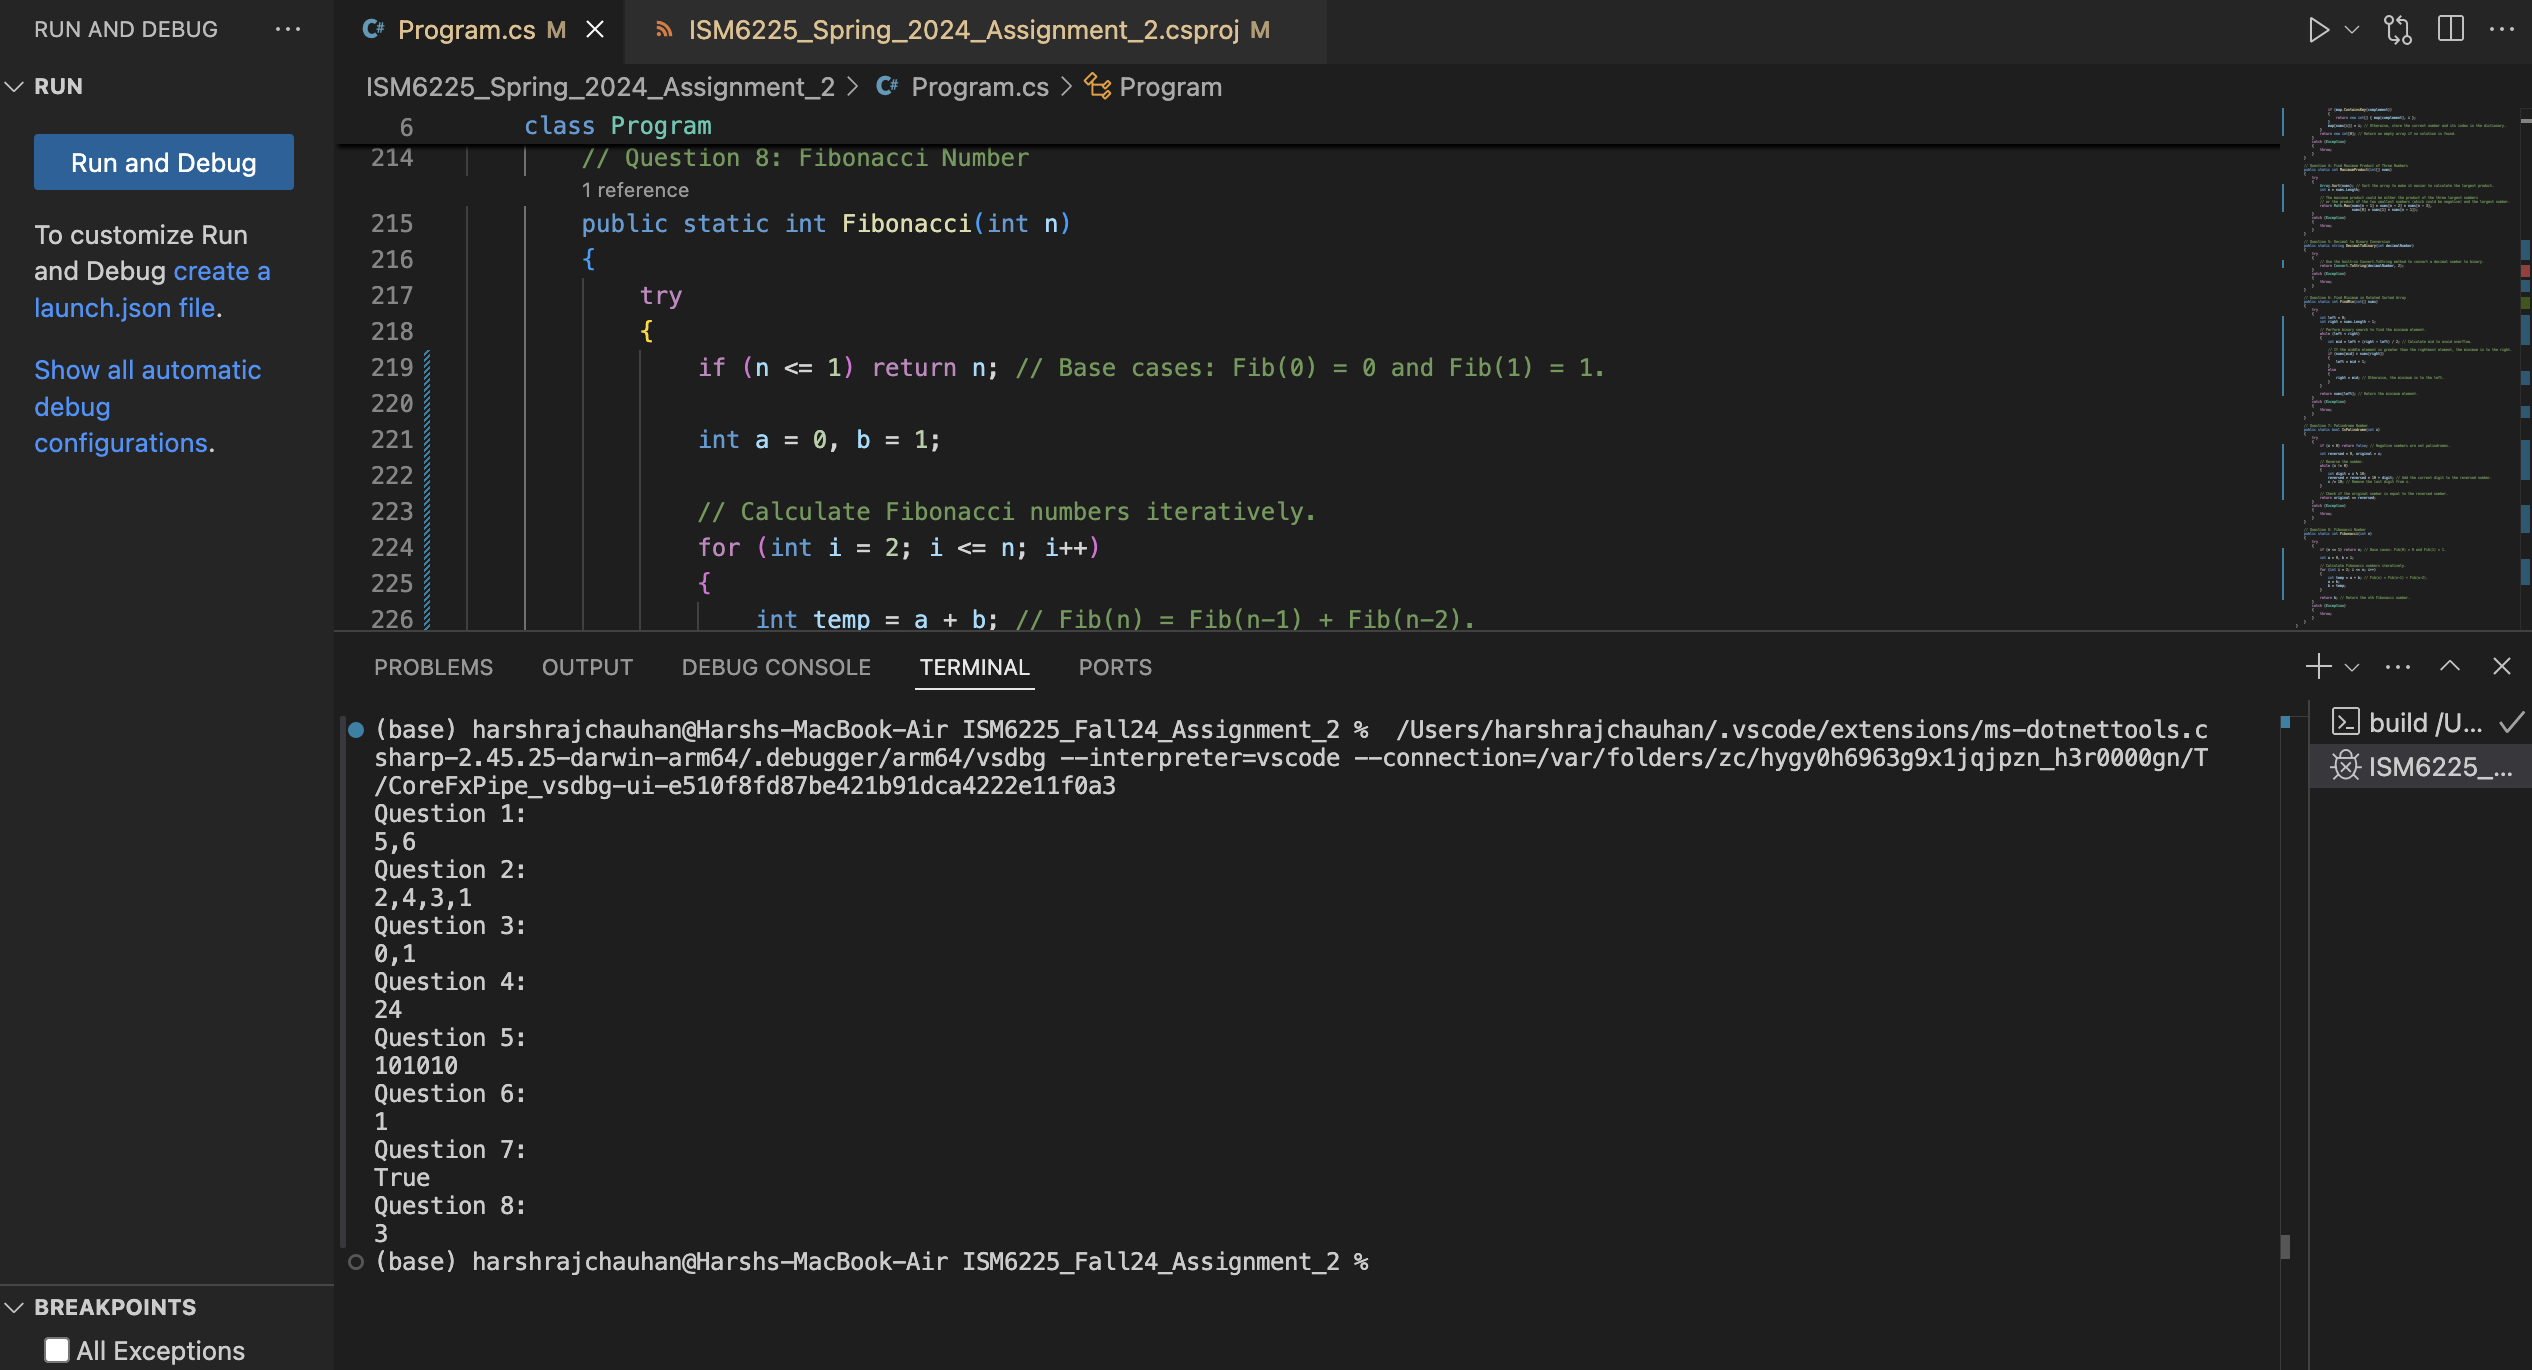 RUN AND DEBUG
RUN
Run and Debug
To customize Run
and Debug create a
launch.json file.
Show all automatic
debug
configurations.
BREAKPOINTS
All Exceptions
Program.cs M
ISM6225_Spring_2024_Assignment_2.csproj M
ISM6225_Spring_2024_Assignment_2 > Program.cs > Program
6 class Program
214 // Question 8: Fibonacci Number
1 reference
215 public static int Fibonacci(int n)
216 {
217 try
218 {
219 if (n <= 1) return n; // Base cases: Fib(0) = 0 and Fib(1) = 1.
220
221 int a = 0, b = 1;
222
223 // Calculate Fibonacci numbers iteratively.
224 for (int i = 2; i <= n; i++)
225 {
226 int temp = a + b; // Fib(n) = Fib(n-1) + Fib(n-2).
PROBLEMS OUTPUT DEBUG CONSOLE TERMINAL PORTS
(base) harshrajchauhan@Harshs-MacBook-Air ISM6225_Fall24_Assignment_2 % /Users/harshrajchauhan/.vscode/extensions/ms-dotnettools.c
sharp-2.45.25-darwin-arm64/.debugger/arm64/vsdbg --interpreter=vscode --connection=/var/folders/zc/hygy0h6963g9x1jqjpzn_h3r0000gn/T
/CoreFxPipe_vsdbg-ui-e510f8fd87be421b91dca4222e11f0a3
Question 1:
5,6
Question 2:
2,4,3,1
Question 3:
0,1
Question 4:
24
Question 5:
101010
Question 6:
1
Question 7:
True
Question 8:
3
(base) harshrajchauhan@Harshs-MacBook-Air ISM6225_Fall24_Assignment_2 %
build /U...
ISM6225_...